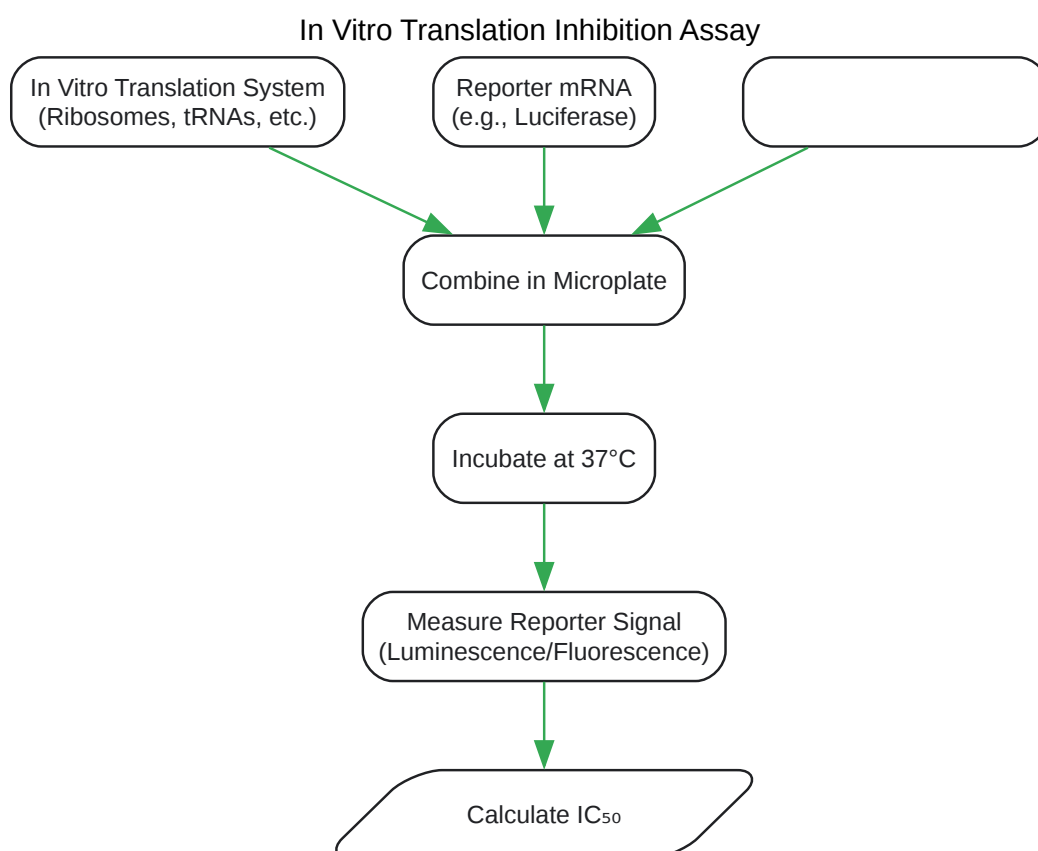 In Vitro Translation Inhibition Assay
In Vitro Translation System
(Ribosomes, tRNAs, etc.)
Reporter mRNA
(e.g., Luciferase)
Combine in Microplate
Incubate at 37°C
Measure Reporter Signal
(Luminescence/Fluorescence)
Calculate IC₅₀